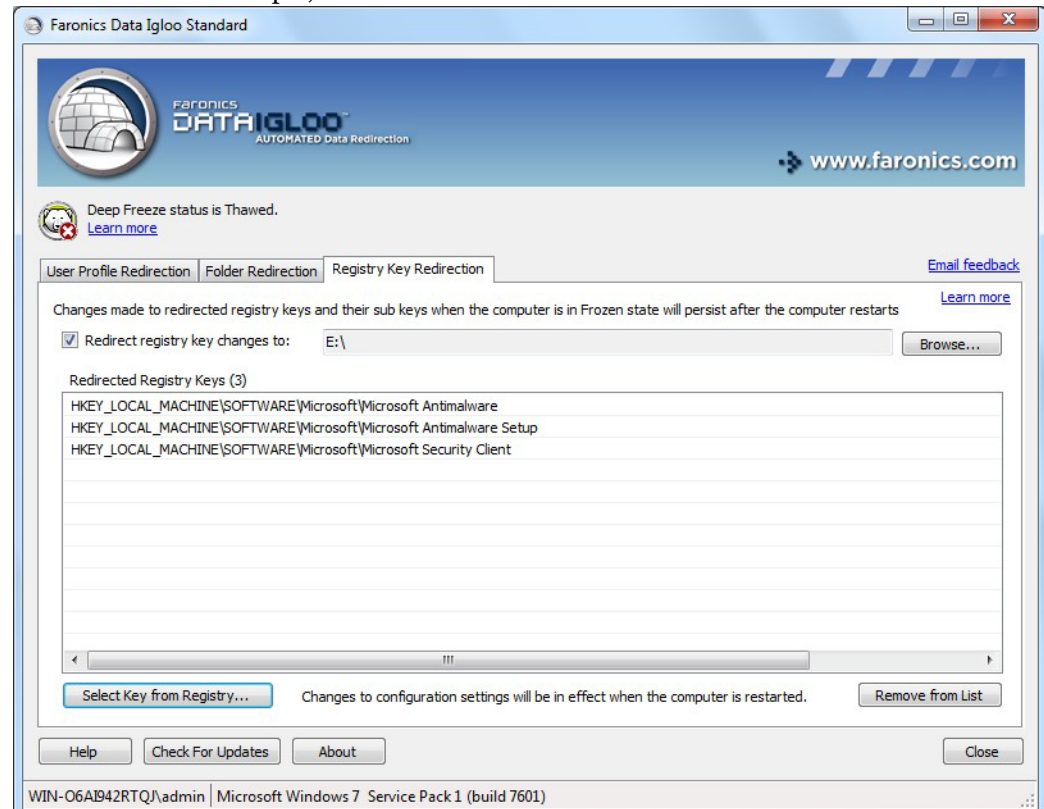 Faronics Data Igloo Standard
Faronics
DATAIGLOO™
AUTOMATED Data Redirection
www.faronics.com
Deep Freeze status is Thawed.
Learn more
User Profile Redirection Folder Redirection Registry Key Redirection Email feedback
Learn more
Changes made to redirected registry keys and their sub keys when the computer is in Frozen state will persist after the computer restarts
Redirect registry key changes to: E:\ Browse...
Redirected Registry Keys (3)
HKEY_LOCAL_MACHINE\SOFTWARE\Microsoft\Microsoft Antimalware
HKEY_LOCAL_MACHINE\SOFTWARE\Microsoft\Microsoft Antimalware Setup
HKEY_LOCAL_MACHINE\SOFTWARE\Microsoft\Microsoft Security Client
Select Key from Registry... Changes to configuration settings will be in effect when the computer is restarted. Remove from List
Help Check For Updates About Close
WIN-O6AI942RTQJ\admin Microsoft Windows 7 Service Pack 1 (build 7601)